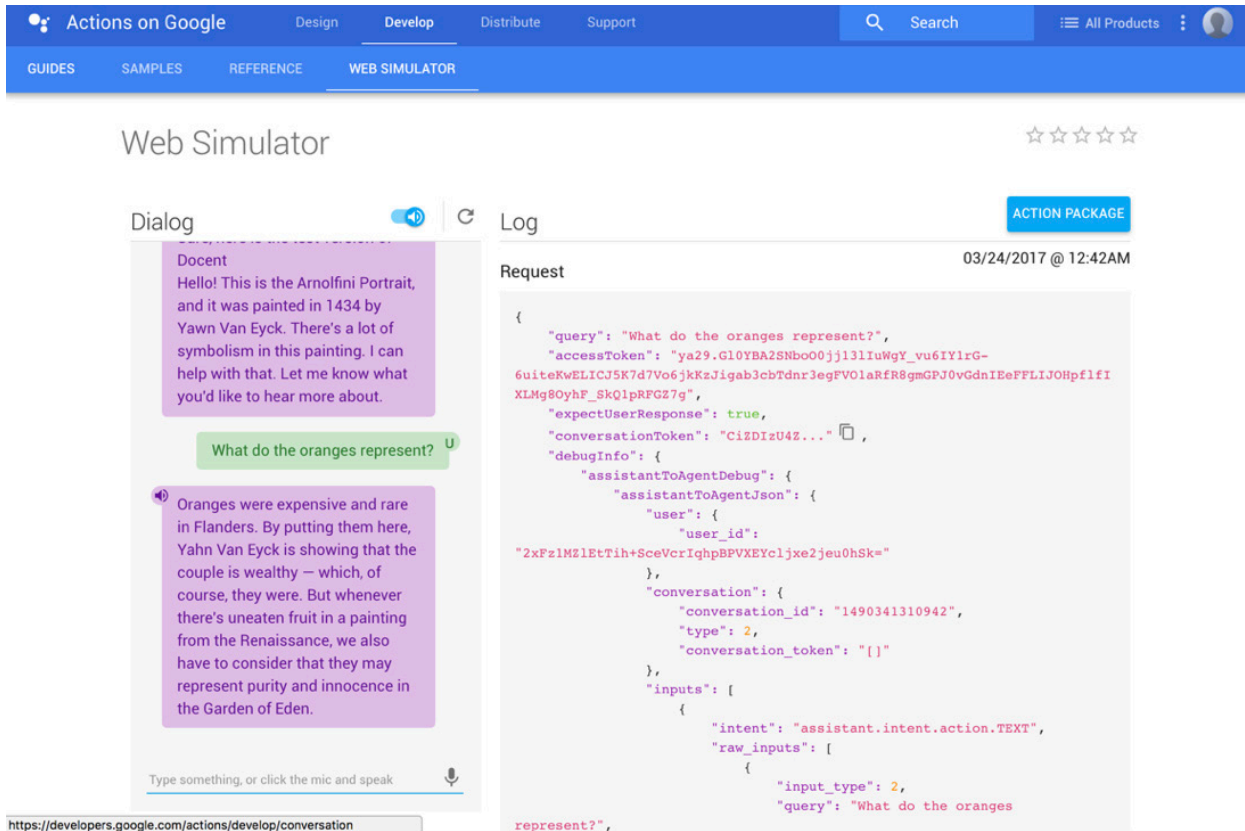 Actions on Google
Design
Develop
Distribute
Support
Search
All Products
GUIDES
SAMPLES
REFERENCE
WEB SIMULATOR
Web Simulator
Dialog
Docent
Hello! This is the Arnolfini Portrait,
and it was painted in 1434 by
Yawn Van Eyck. There's a lot of
symbolism in this painting. I can
help with that. Let me know what
you'd like to hear more about.
What do the oranges represent?
U
Oranges were expensive and rare
in Flanders. By putting them here,
Yahn Van Eyck is showing that the
couple is wealthy — which, of
course, they were. But whenever
there's uneaten fruit in a painting
from the Renaissance, we also
have to consider that they may
represent purity and innocence in
the Garden of Eden.
Type something, or click the mic and speak
https://developers.google.com/actions/develop/conversation
Log
ACTION PACKAGE
03/24/2017 @ 12:42AM
Request
{
"query": "What do the oranges represent?",
"accessToken":
"expectUserResponse": true,
"conversationToken": "CiZDIzU4Z..." ,
"debugInfo": {
"assistantToAgentDebug": {
"assistantToAgentJson": {
"user": {
"user_id":
},
"conversation": {
"conversation_id": "1490341310942",
"type": 2,
"conversation_token": "[]"
},
"inputs": [
{
"intent": "assistant.intent.action.TEXT",
"raw_inputs": [
{
"input_type": 2,
"query": "What do the oranges
represent?",